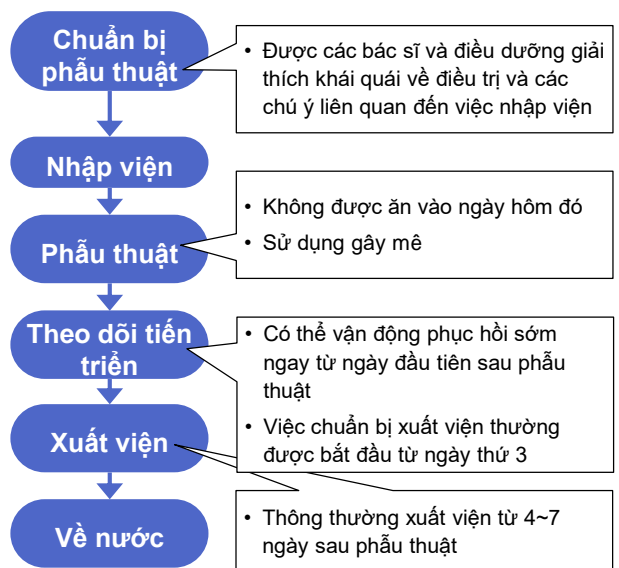 Chuẩn bị
phẫu thuật
• Được các bác sĩ và điều dưỡng giải
thích khái quái về điều trị và các
chú ý liên quan đến việc nhập viện
Nhập viện
Phẫu thuật
• Không được ăn vào ngày hôm đó
• Sử dụng gây mê
Theo dõi tiến
triển
• Có thể vận động phục hồi sớm
ngay từ ngày đầu tiên sau phẫu
thuật
• Việc chuẩn bị xuất viện thường
được bắt đầu từ ngày thứ 3
Xuất viện
• Thông thường xuất viện từ 4~7
ngày sau phẫu thuật
Về nước